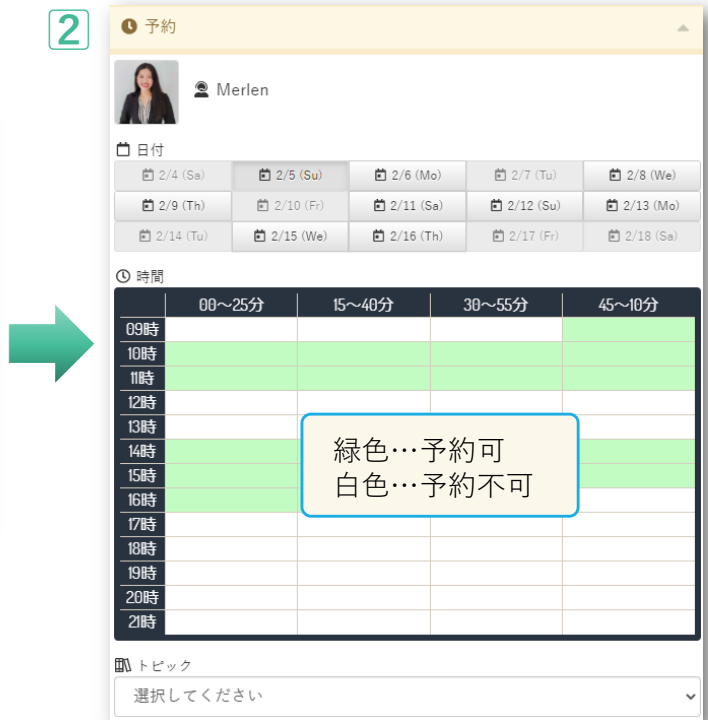 2
予約
Merlen
日付
2/4 (Sa) 2/5 (Su) 2/6 (Mo) 2/7 (Tu) 2/8 (We)
2/9 (Th) 2/10 (Fr) 2/11 (Sa) 2/12 (Su) 2/13 (Mo)
2/14 (Tu) 2/15 (We) 2/16 (Th) 2/17 (Fr) 2/18 (Sa)
時間
00〜25分 15〜40分 30〜55分 45〜10分
09時
10時
11時
12時
13時
14時
15時
16時
17時
18時
19時
20時
21時
緑色…予約可
白色…予約不可
トピック
選択してください